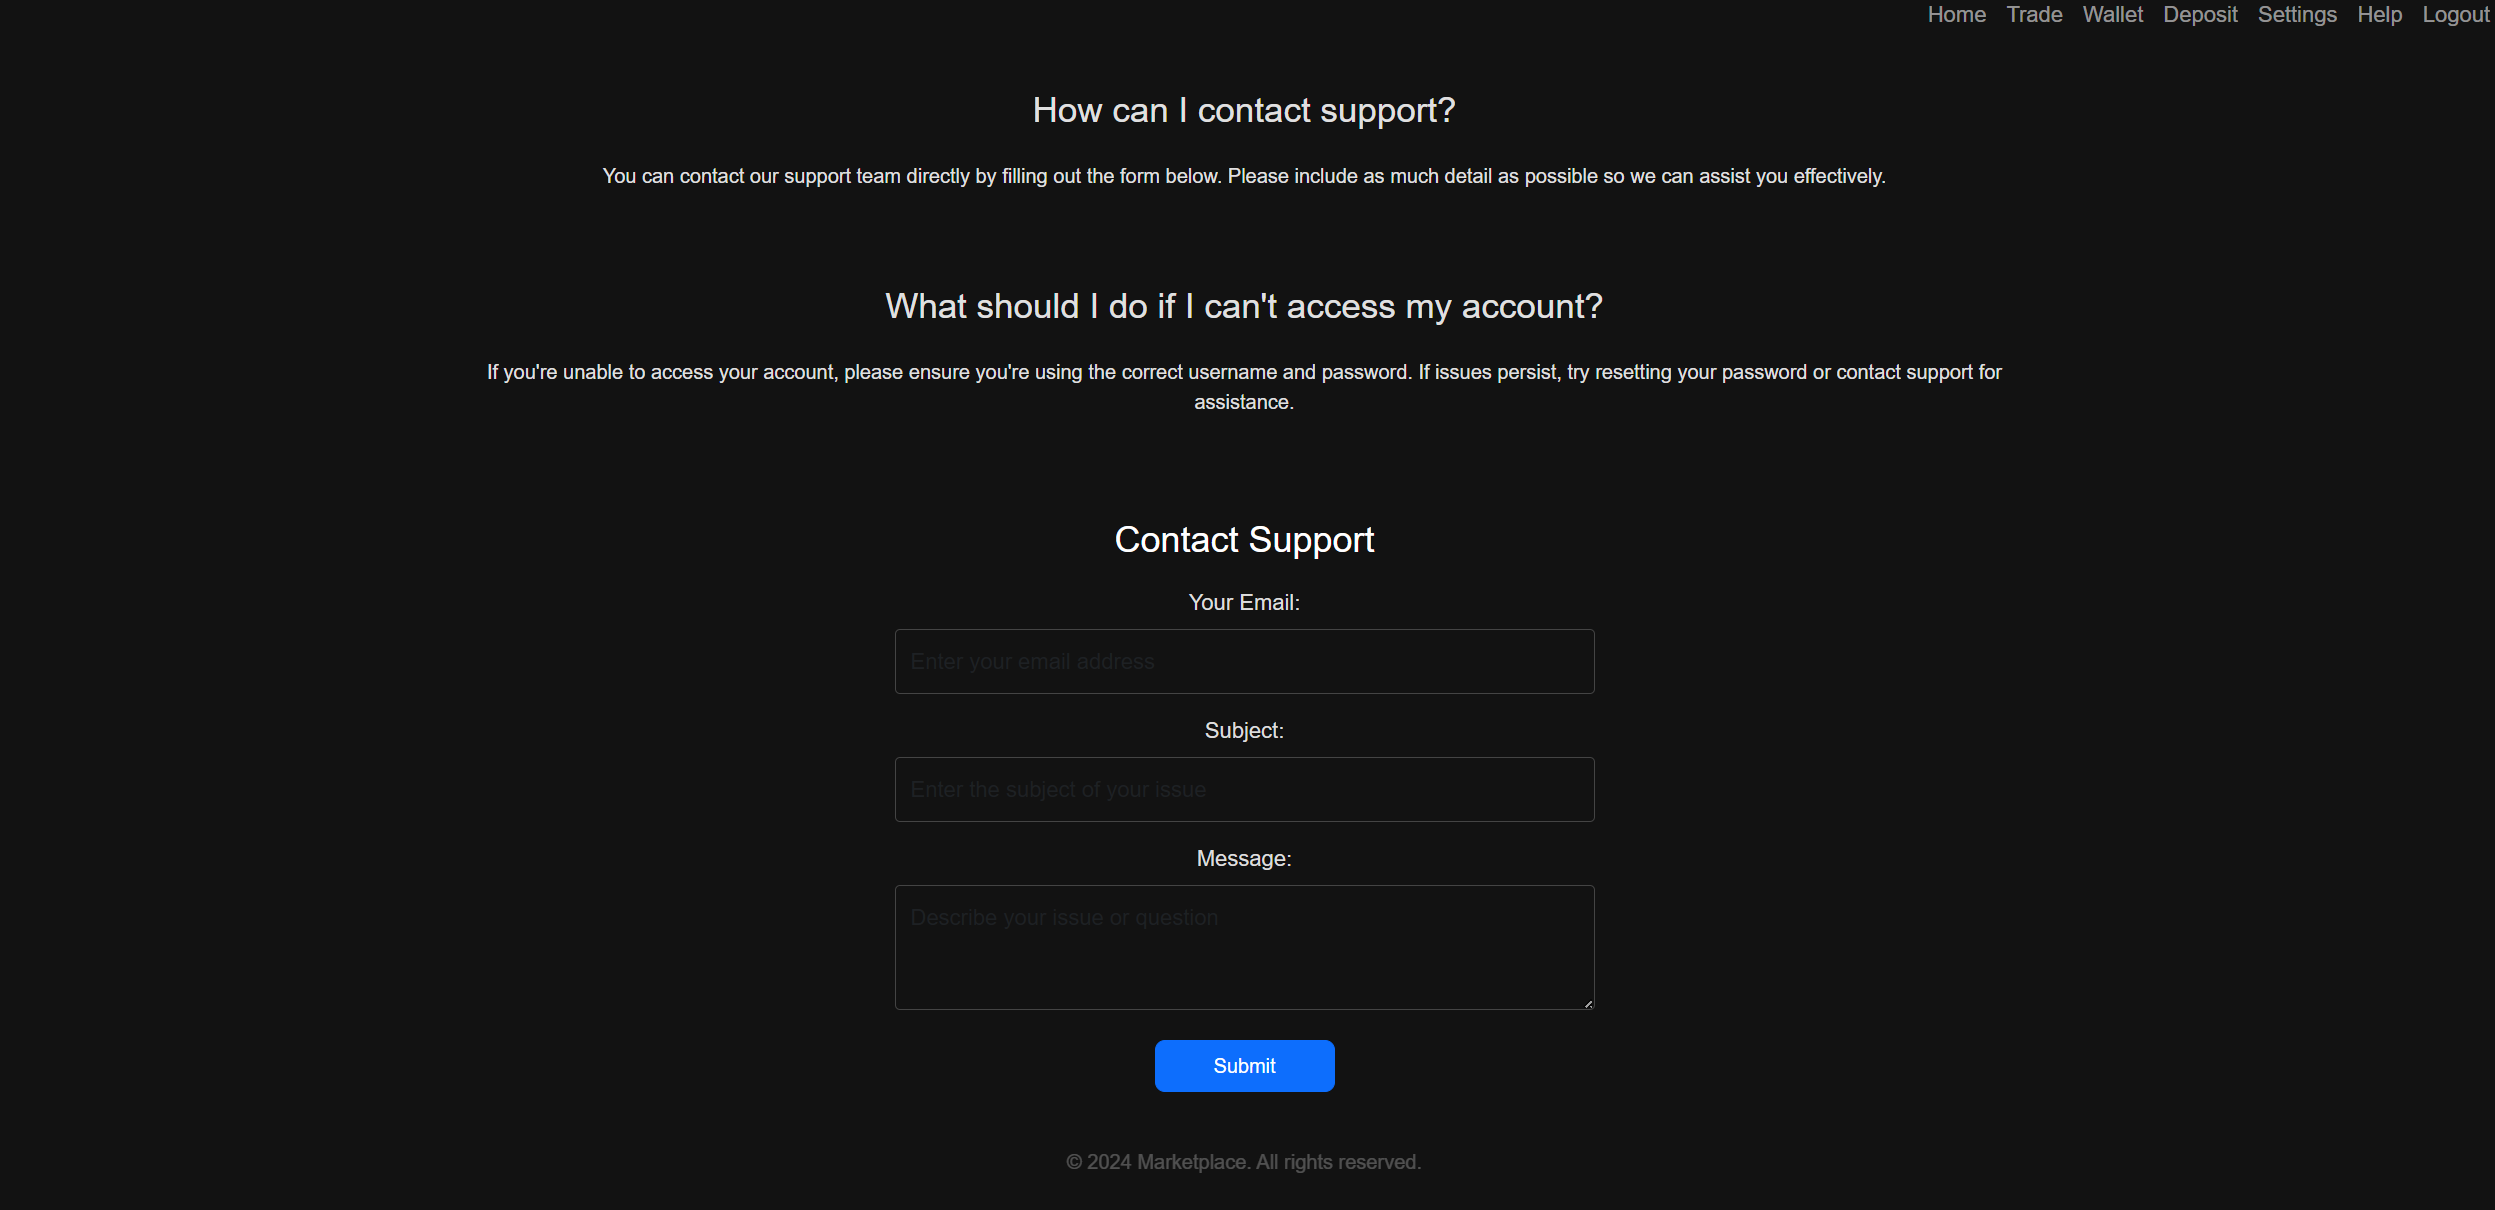 Home Trade Wallet Deposit Settings Help Logout
How can I contact support?
You can contact our support team directly by filling out the form below. Please include as much detail as possible so we can assist you effectively.
What should I do if I can't access my account?
If you're unable to access your account, please ensure you're using the correct username and password. If issues persist, try resetting your password or contact support for
assistance.
Contact Support
Your Email:
Enter your email address
Subject:
Enter the subject of your issue
Message:
Describe your issue or question
Submit
© 2024 Marketplace. All rights reserved.